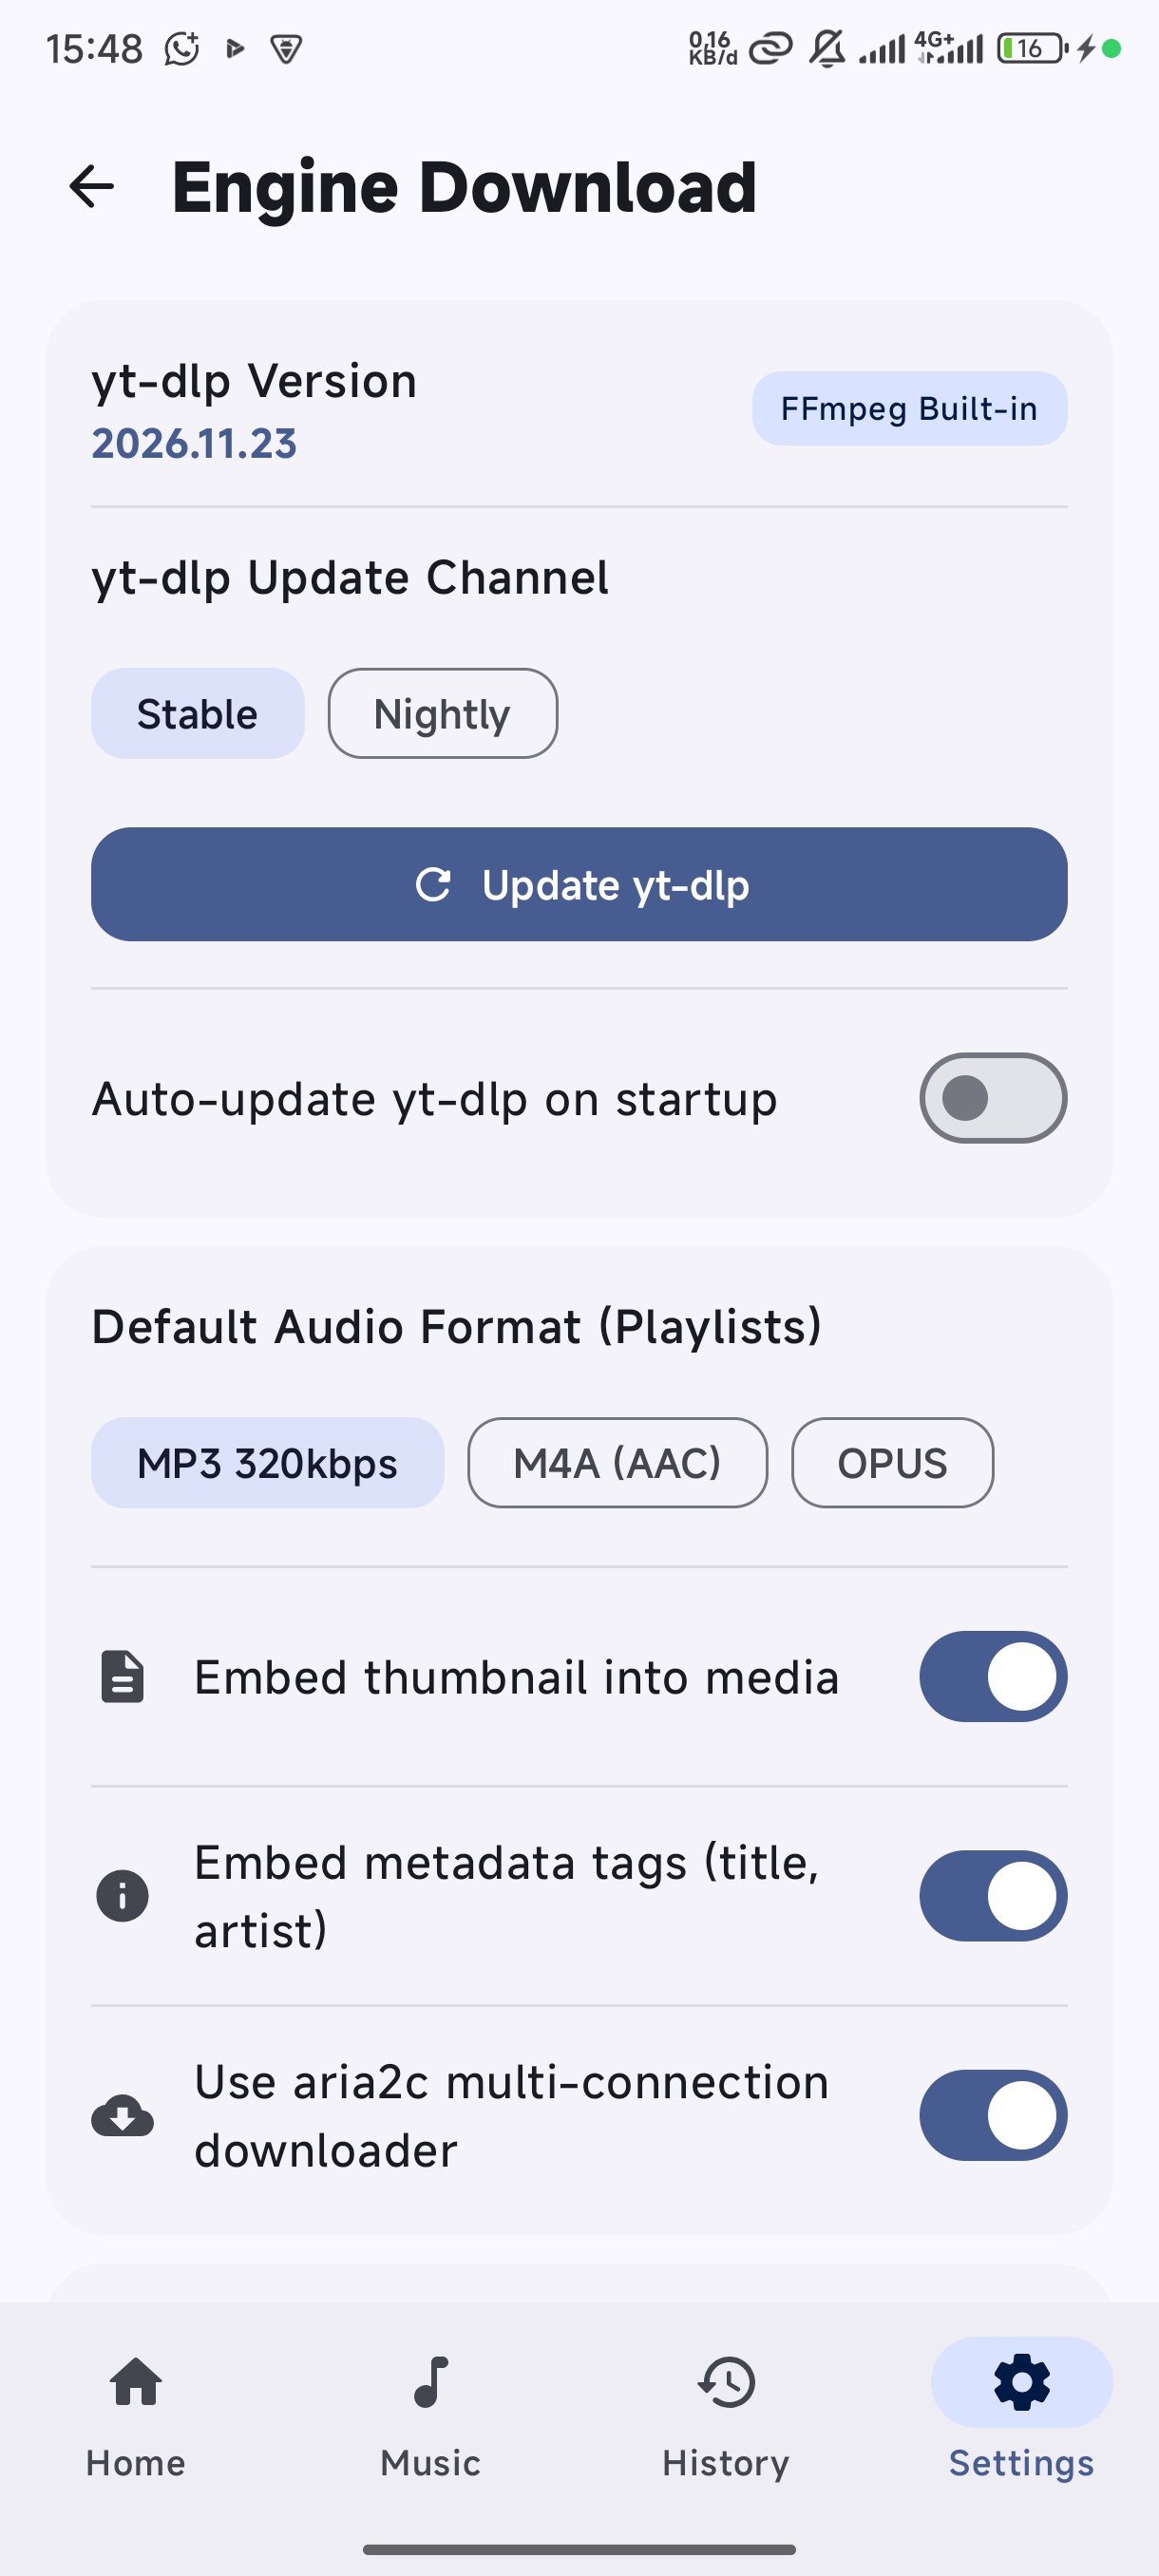 15:48
0.16
KB/d
4G+
16
Engine Download
yt-dlp Version
2026.11.23
FFmpeg Built-in
yt-dlp Update Channel
Stable
Nightly
Update yt-dlp
Auto-update yt-dlp on startup
Default Audio Format (Playlists)
MP3 320kbps
M4A (AAC)
OPUS
Embed thumbnail into media
Embed metadata tags (title,
artist)
Use aria2c multi-connection
downloader
Home
Music
History
Settings